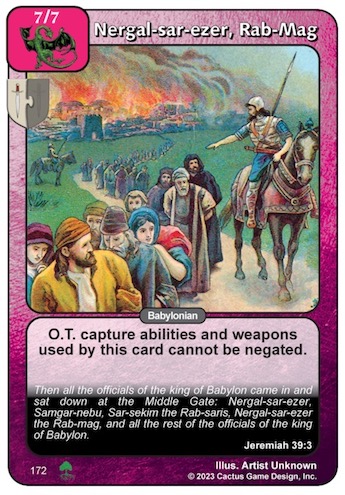 7/7
Nergal-sar-ezer, Rab-Mag
Babylonian
O.T. capture abilities and weapons
used by this card cannot be negated.
Then all the officials of the king of Babylon came in and
sat down at the Middle Gate: Nergal-sar-ezer,
Samgar-nebu, Sar-sekim the Rab-saris, Nergal-sar-ezer
the Rab-mag, and all the rest of the officials of the king
of Babylon.
Jeremiah 39:3
172
Illus. Artist Unknown
© 2023 Cactus Game Design, Inc.